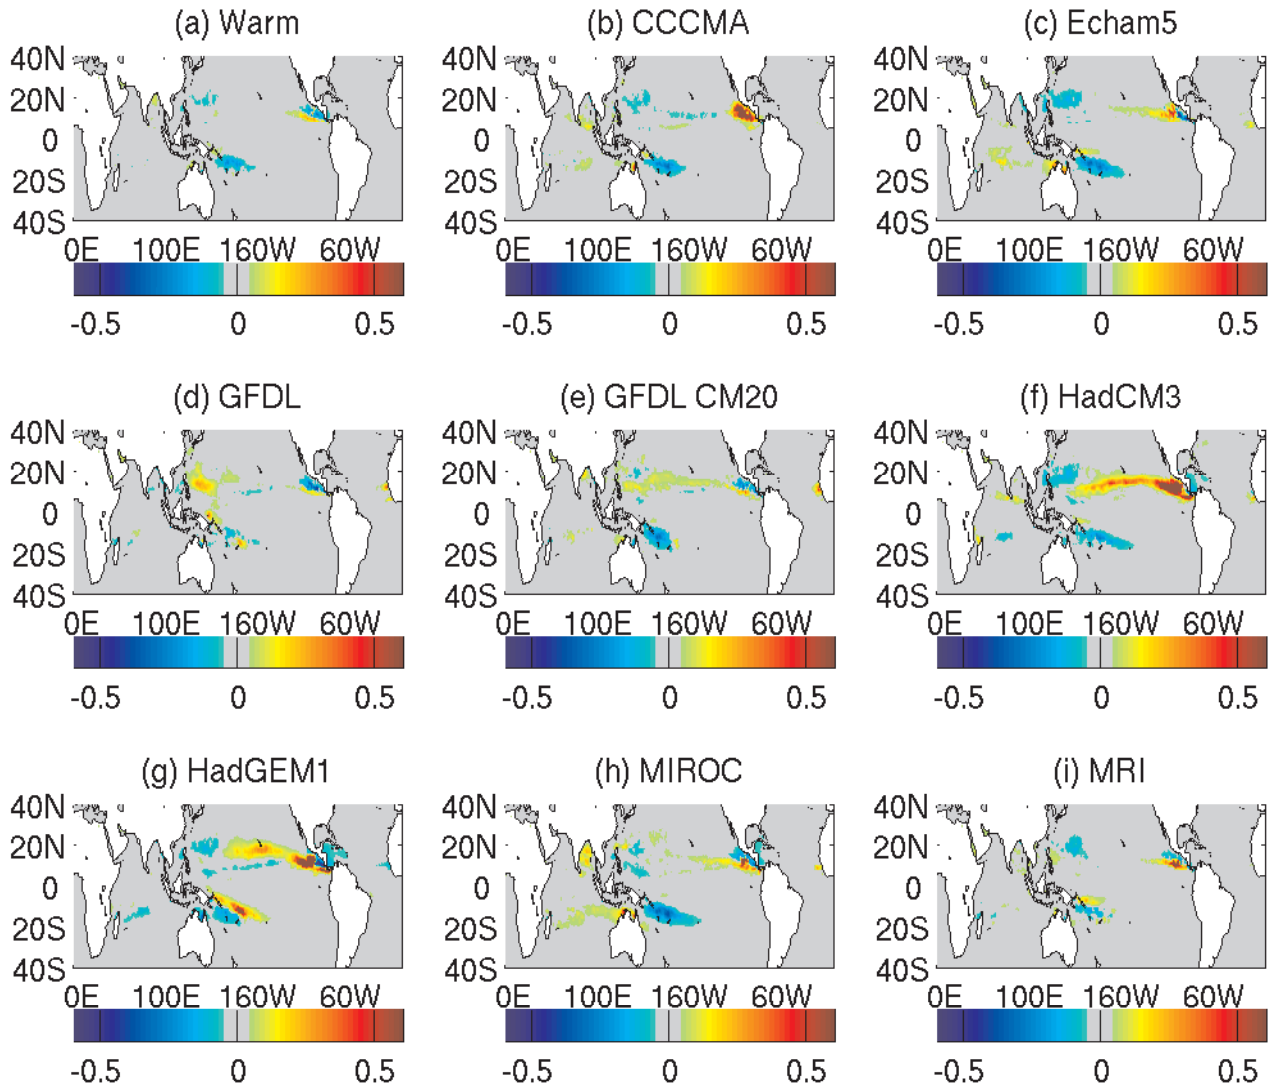 (a) Warm (b) CCCMA (c) Echam5
40N 40N 40N
20N 20N 20N
0 0 0
20S 20S 20S
40S 40S 40S
0E 100E 160W 60W 0E 100E 160W 60W 0E 100E 160W 60W
-0.5 0 0.5 -0.5 0 0.5 -0.5 0 0.5
(d) GFDL (e) GFDL CM20 (f) HadCM3
40N 40N 40N
20N 20N 20N
0 0 0
20S 20S 20S
40S 40S 40S
0E 100E 160W 60W 0E 100E 160W 60W 0E 100E 160W 60W
-0.5 0 0.5 -0.5 0 0.5 -0.5 0 0.5
(g) HadGEM1 (h) MIROC (i) MRI
40N 40N 40N
20N 20N 20N
0 0 0
20S 20S 20S
40S 40S 40S
0E 100E 160W 60W 0E 100E 160W 60W 0E 100E 160W 60W
-0.5 0 0.5 -0.5 0 0.5 -0.5 0 0.5